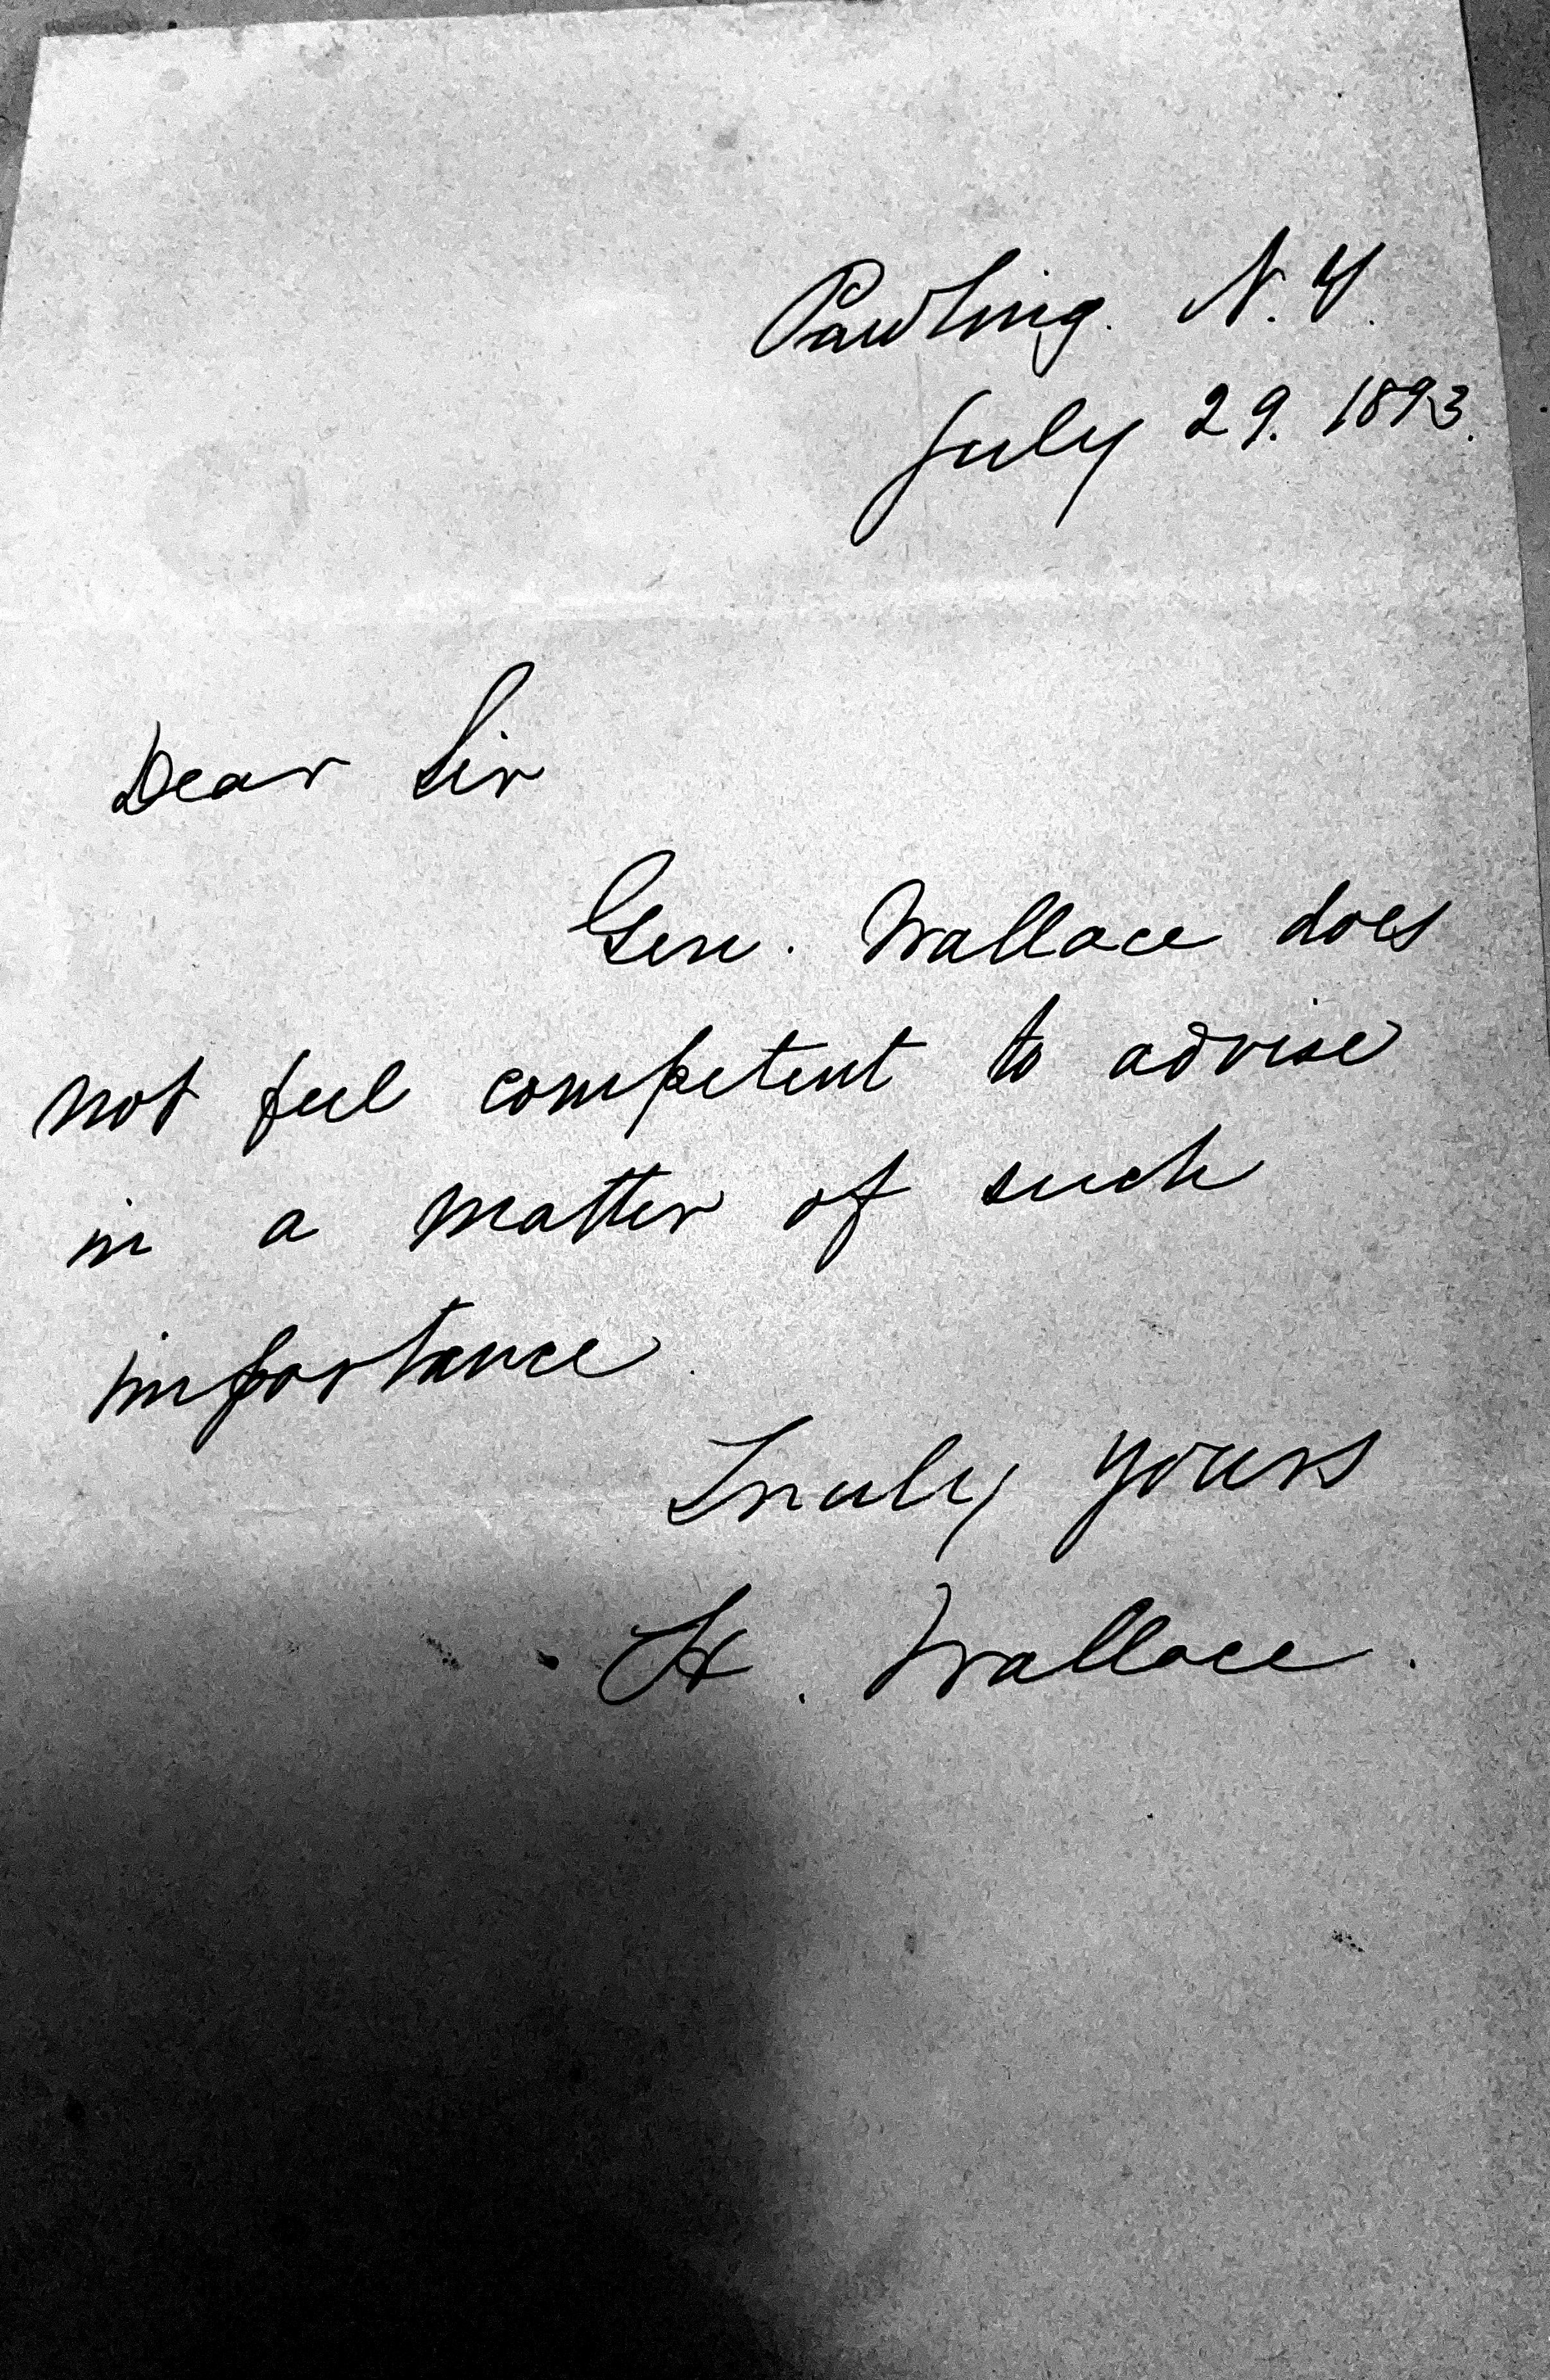 Pawling. N.Y.
July 29. 1893.
Dear Sir
Gen. Wallace does
not feel competent to advise
in a matter of such
importance.
Truly yours
H. Wallace.